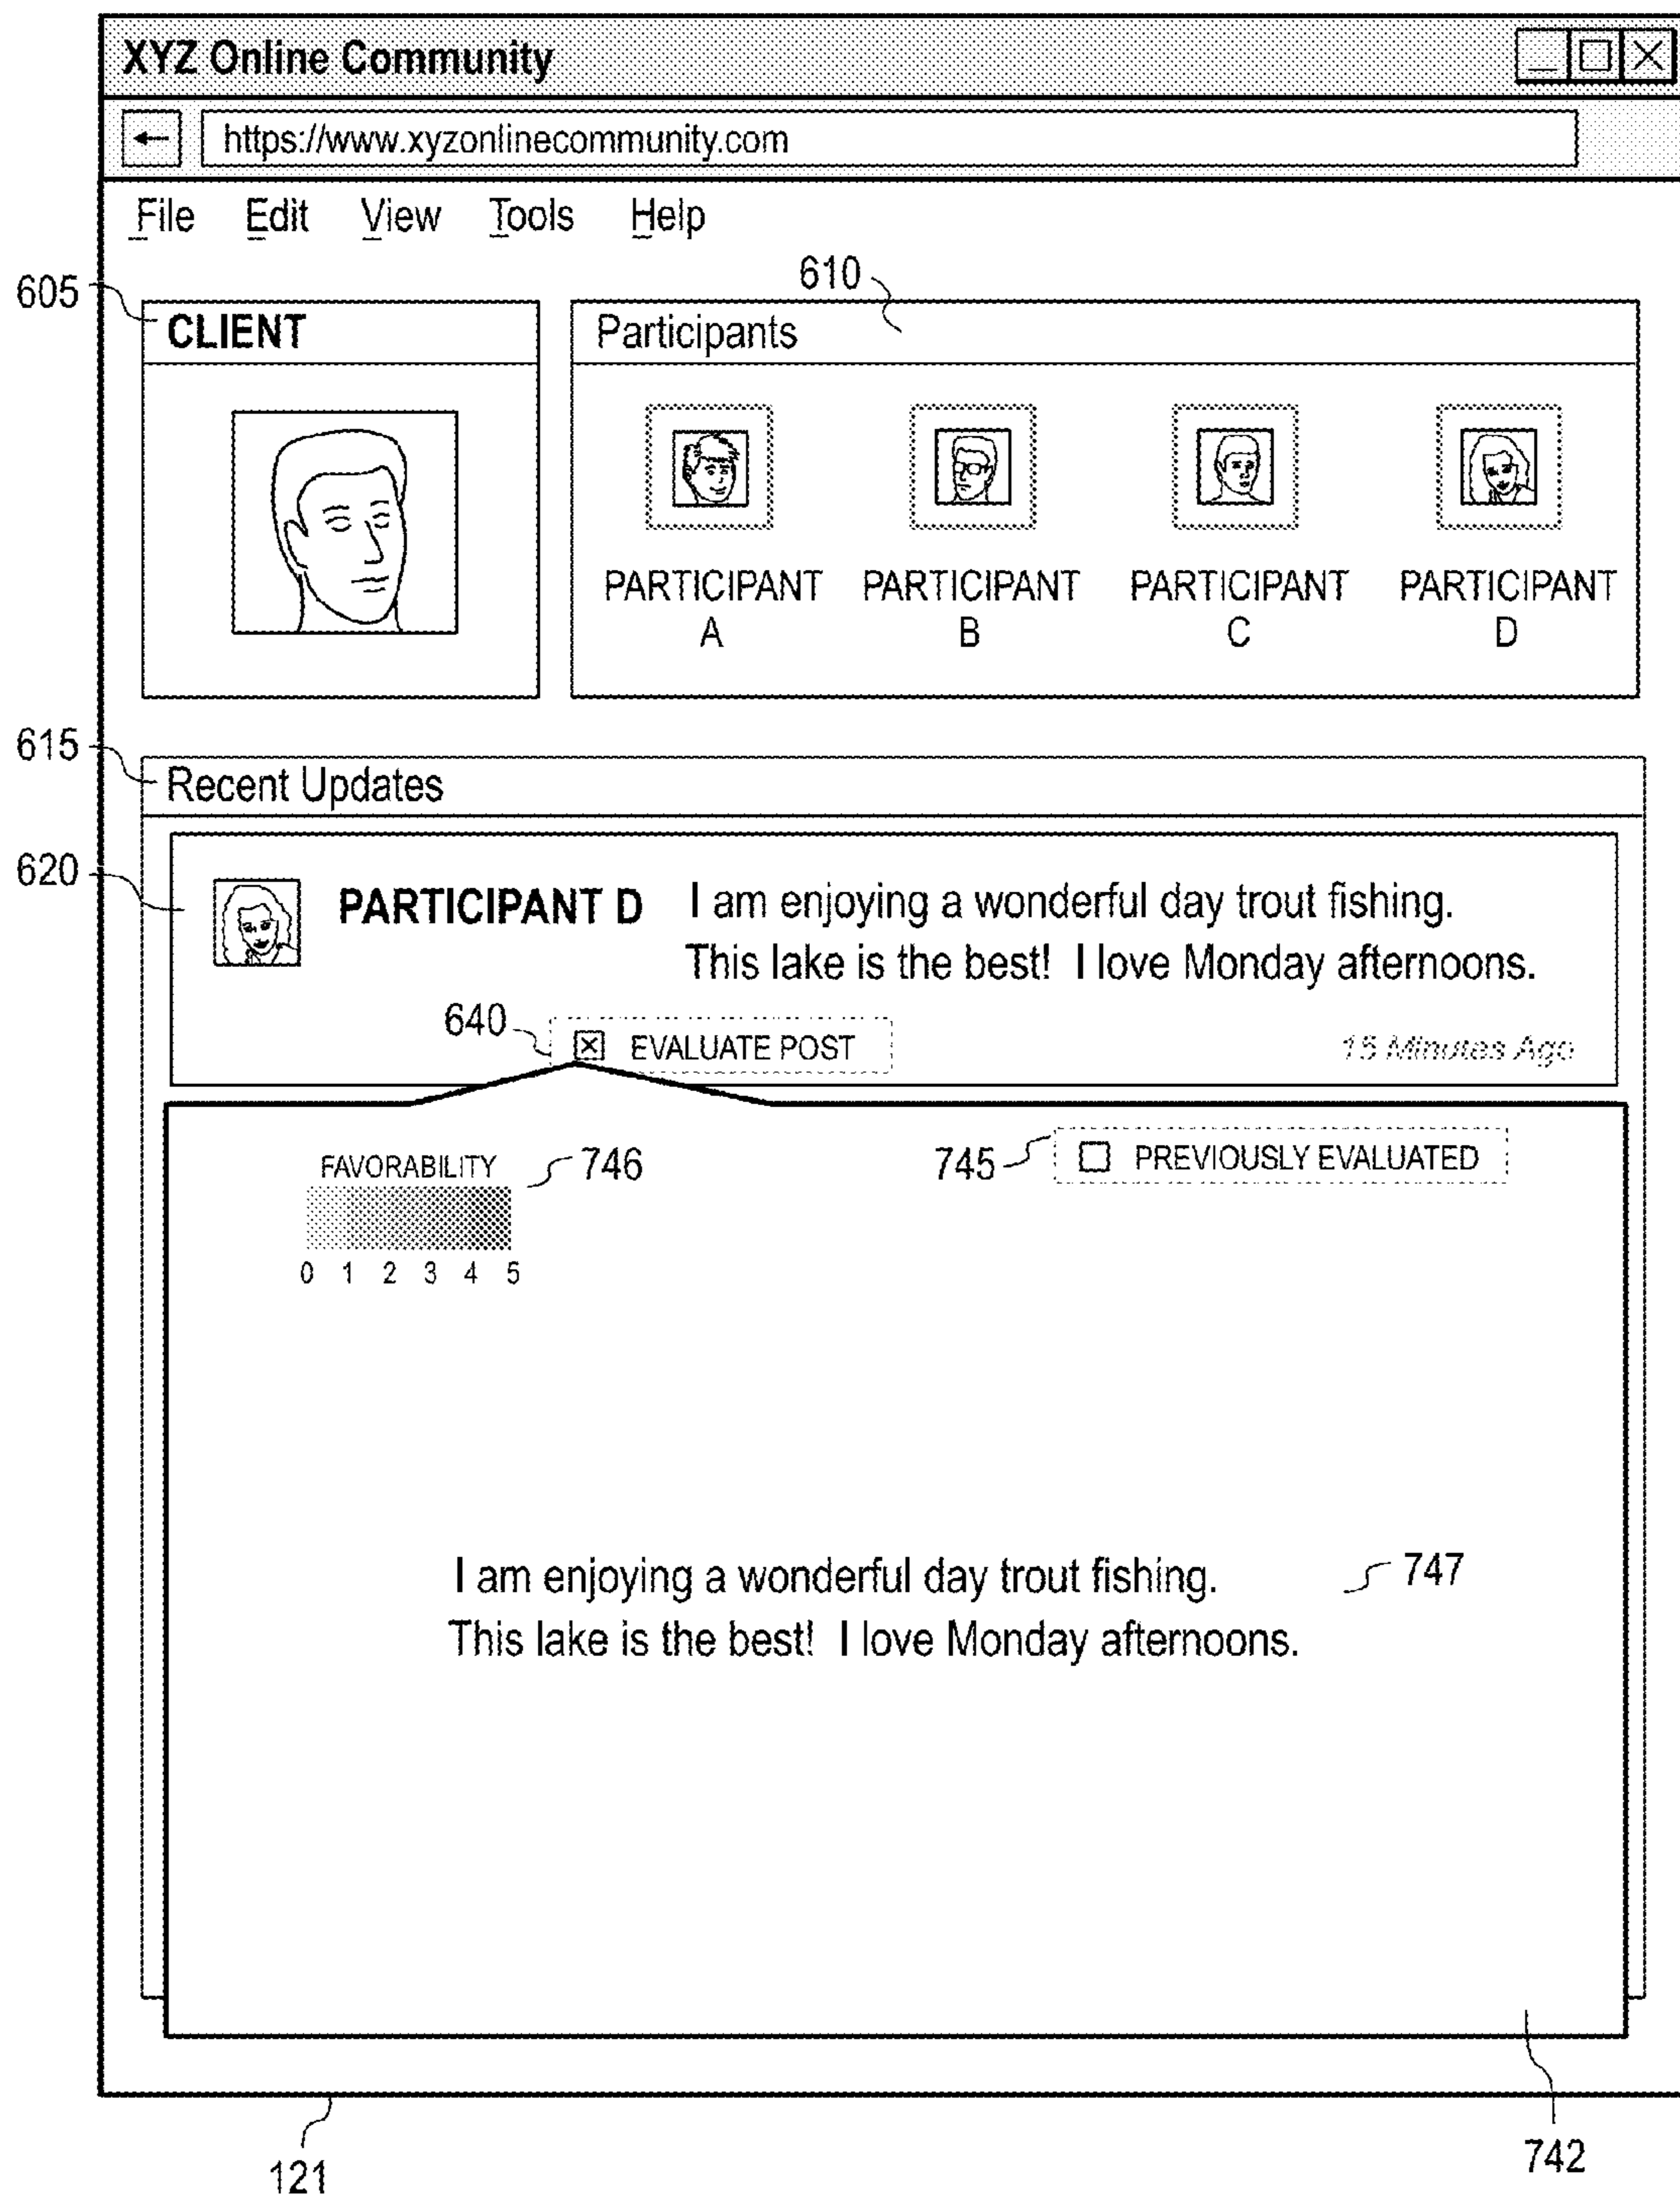 XYZ Online Community
https://www.xyzonlinecommunity.com
File Edit View Tools Help
605
610
CLIENT
Participants
PARTICIPANT A
PARTICIPANT B
PARTICIPANT C
PARTICIPANT D
615
Recent Updates
620
PARTICIPANT D
I am enjoying a wonderful day trout fishing.
This lake is the best! I love Monday afternoons.
640
EVALUATE POST
15 Minutes Ago
FAVORABILITY
746
745
PREVIOUSLY EVALUATED
0 1 2 3 4 5
I am enjoying a wonderful day trout fishing.
747
This lake is the best! I love Monday afternoons.
121
742